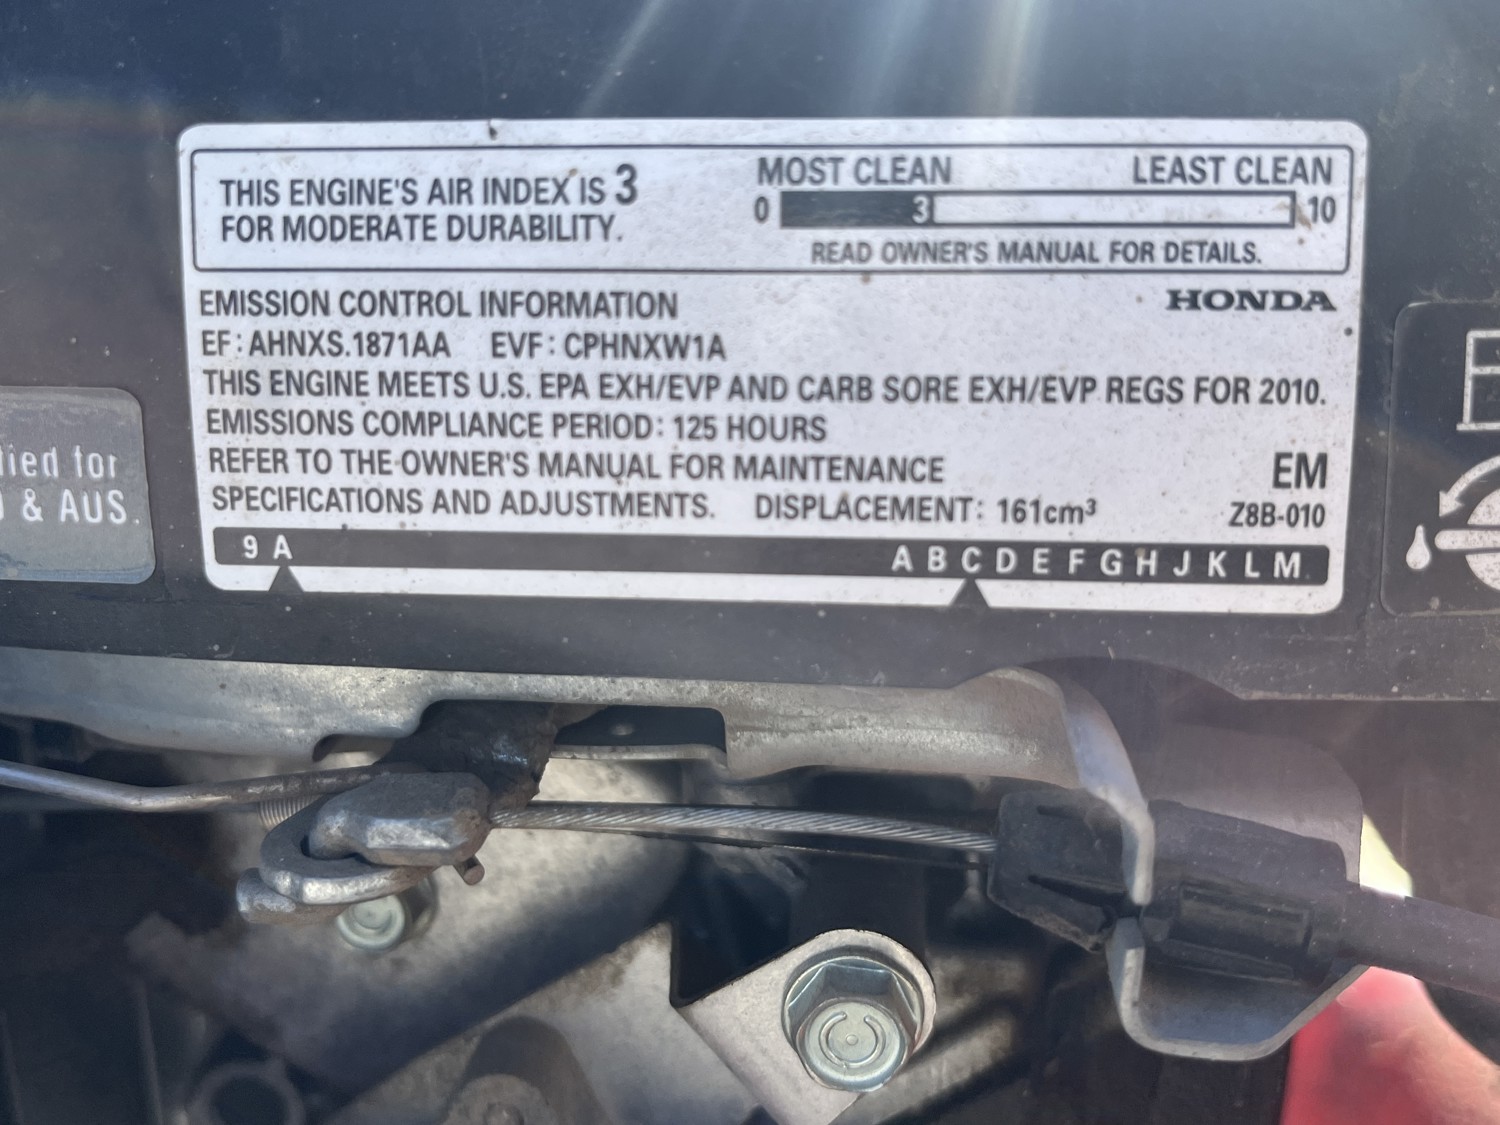 THIS ENGINE'S AIR INDEX IS 3
FOR MODERATE DURABILITY.
MOST CLEAN LEAST CLEAN
0 3 10
READ OWNER'S MANUAL FOR DETAILS.
EMISSION CONTROL INFORMATION HONDA
EF: AHNXS.1871AA EVF: CPHNXW1A
THIS ENGINE MEETS U.S. EPA EXH/EVP AND CARB SORE EXH/EVP REGS FOR 2010.
EMISSIONS COMPLIANCE PERIOD: 125 HOURS
REFER TO THE OWNER'S MANUAL FOR MAINTENANCE EM
SPECIFICATIONS AND ADJUSTMENTS. DISPLACEMENT: 161cm³ Z8B-010
9 A A B C D E F G H J K L M
for
& AUS.